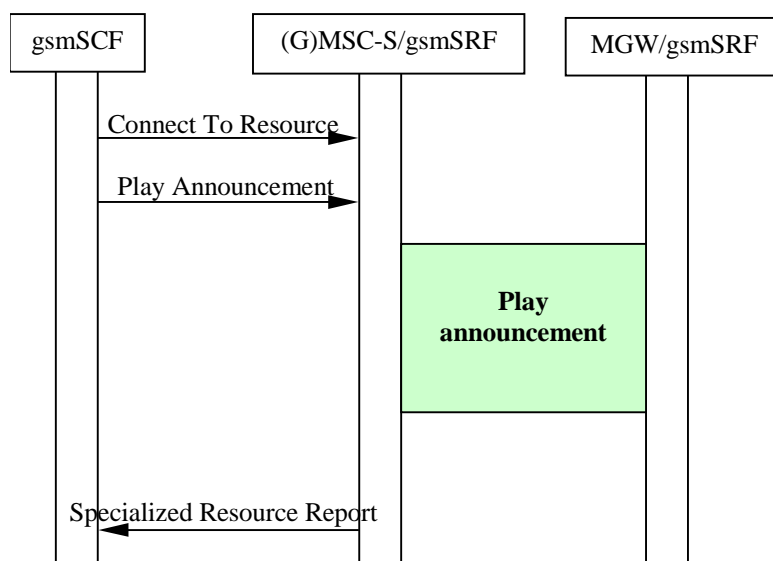 gsmSCF
(G)MSC-S/gsmSRF
MGW/gsmSRF
Connect To Resource
Play Announcement
Play
announcement
Specialized Resource Report